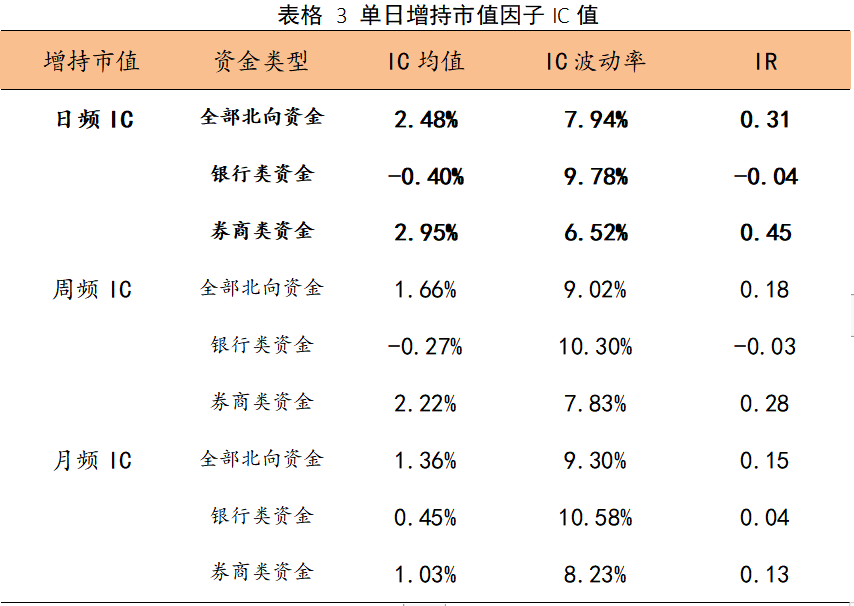 表格 3 单日增持市值因子 IC 值
增持市值 资金类型 IC 均值 IC 波动率 IR
日频 IC 全部北向资金 2.48% 7.94% 0.31
银行类资金 -0.40% 9.78% -0.04
券商类资金 2.95% 6.52% 0.45
周频 IC 全部北向资金 1.66% 9.02% 0.18
银行类资金 -0.27% 10.30% -0.03
券商类资金 2.22% 7.83% 0.28
月频 IC 全部北向资金 1.36% 9.30% 0.15
银行类资金 0.45% 10.58% 0.04
券商类资金 1.03% 8.23% 0.13